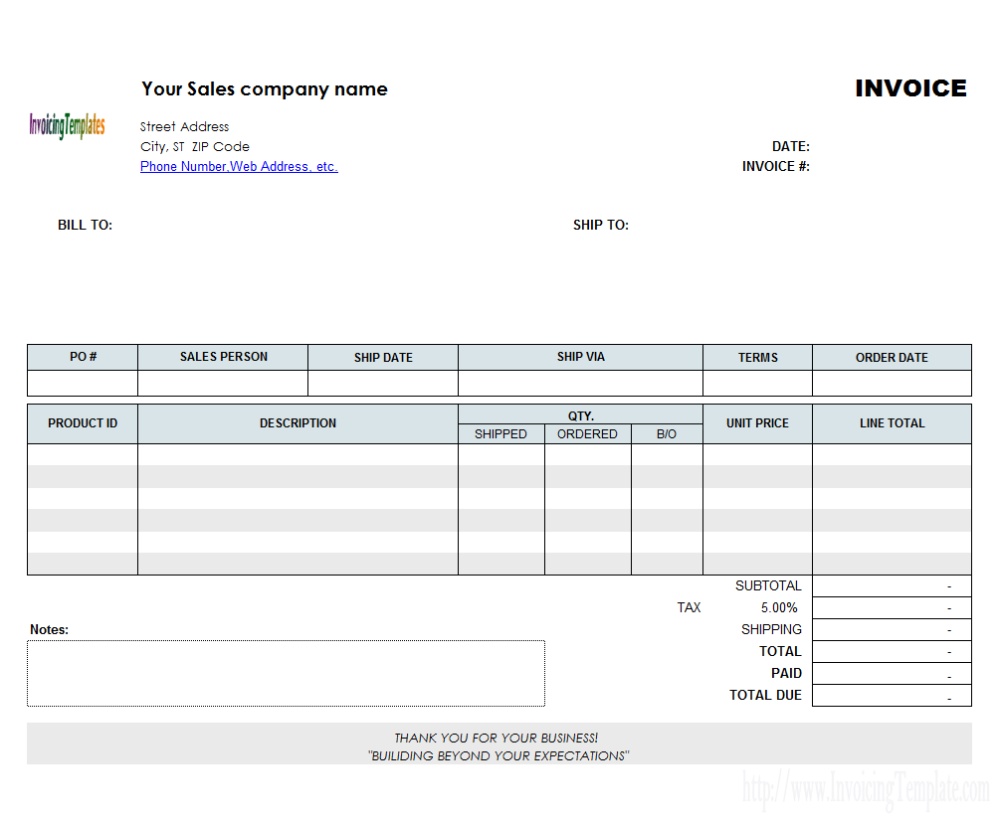 Your Sales company name
INVOICE
InvoicingTemplates
Street Address
City, ST ZIP Code
DATE:
Phone Number,Web Address, etc.
INVOICE #:
BILL TO:
SHIP TO:
PO # SALES PERSON SHIP DATE SHIP VIA TERMS ORDER DATE
PRODUCT ID DESCRIPTION QTY. UNIT PRICE LINE TOTAL
SHIPPED ORDERED B/O
SUBTOTAL -
TAX 5.00% -
Notes: SHIPPING -
TOTAL -
PAID -
TOTAL DUE -
THANK YOU FOR YOUR BUSINESS!
"BUILIDING BEYOND YOUR EXPECTATIONS"
http://www.InvoicingTemplate.com